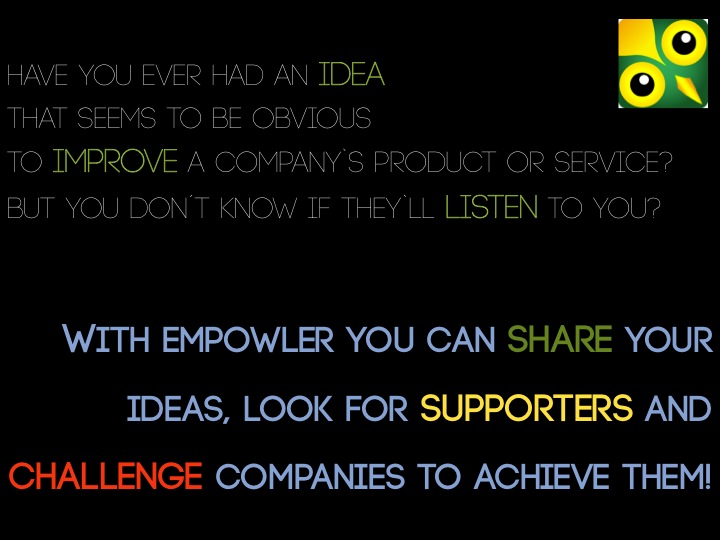 HAVE YOU EVER HAD AN IDEA
THAT SEEMS TO BE OBVIOUS
TO IMPROVE A COMPANY`S PRODUCT OR SERVICE?
BUT YOU DON´T KNOW IF THEY`LL LISTEN TO YOU?
WITH EMPOWLER YOU CAN SHARE YOUR
IDEAS, LOOK FOR SUPPORTERS AND
CHALLENGE COMPANIES TO ACHIEVE THEM!